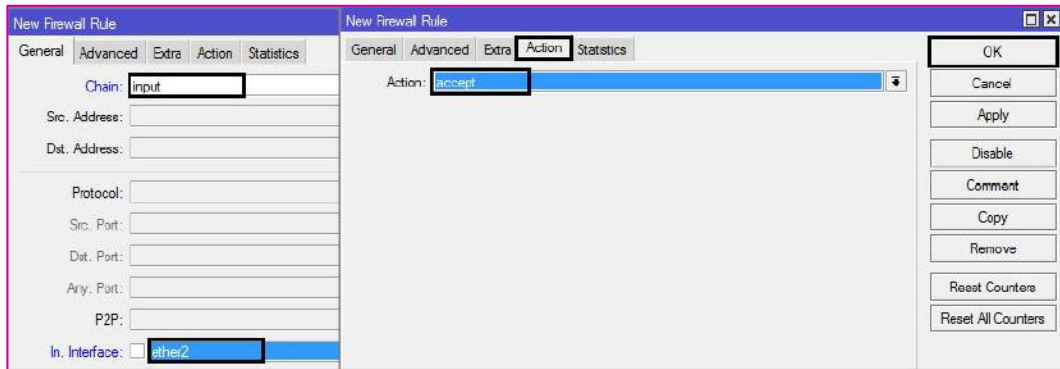 New Firewall Rule
General Advanced Extra Action Statistics
Chain: input
Src. Address:
Dst. Address:
Protocol:
Src. Port:
Dst. Port:
Any. Port:
P2P:
In. Interface: ether2
New Firewall Rule
General Advanced Extra Action Statistics
Action: accept
OK
Cancel
Apply
Disable
Comment
Copy
Remove
Reset Counters
Reset All Counters